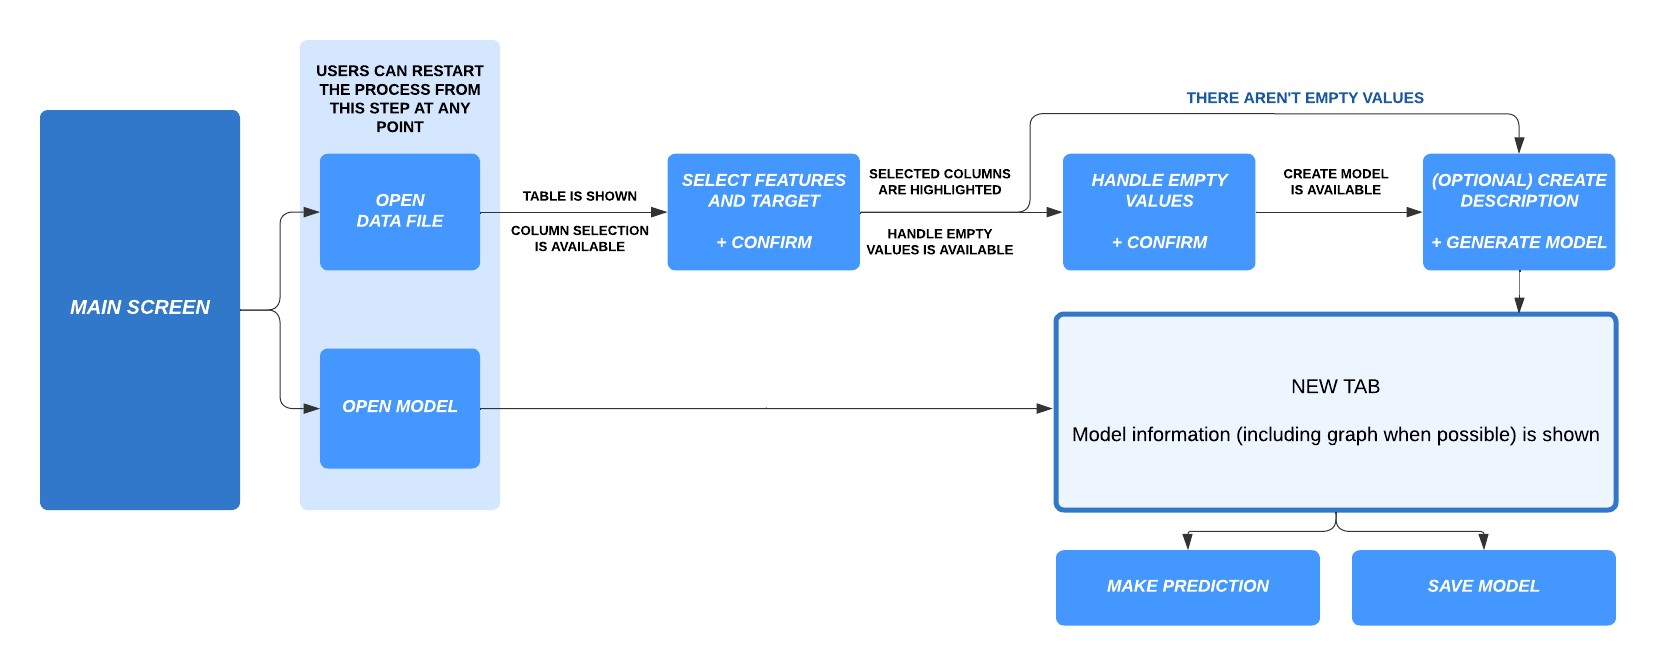 MAIN SCREEN
USERS CAN RESTART
THE PROCESS FROM
THIS STEP AT ANY
POINT
OPEN
DATA FILE
OPEN MODEL
TABLE IS SHOWN
COLUMN SELECTION
IS AVAILABLE
SELECT FEATURES
AND TARGET
+ CONFIRM
SELECTED COLUMNS
ARE HIGHLIGHTED
HANDLE EMPTY
VALUES IS AVAILABLE
THERE AREN'T EMPTY VALUES
HANDLE EMPTY
VALUES
+ CONFIRM
CREATE MODEL
IS AVAILABLE
(OPTIONAL) CREATE
DESCRIPTION
+ GENERATE MODEL
NEW TAB
Model information (including graph when possible) is shown
MAKE PREDICTION
SAVE MODEL